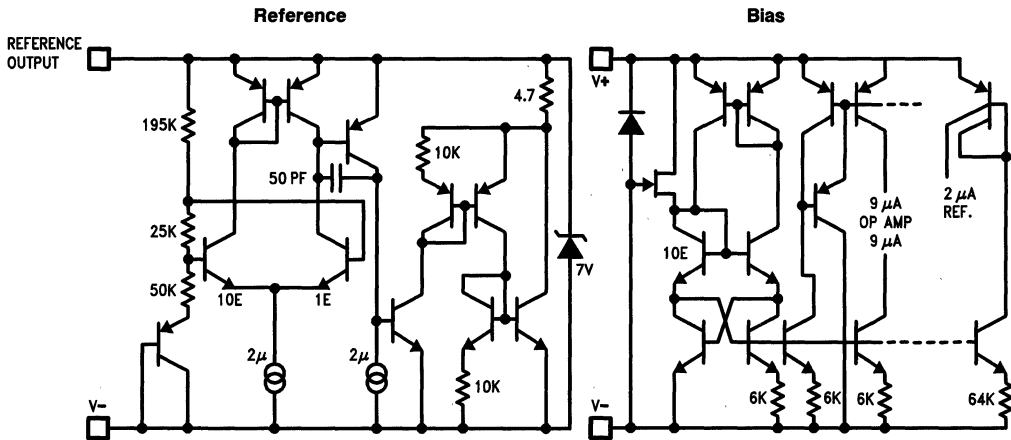 Reference
Bias
REFERENCE
OUTPUT
V+
4.7
195K
10K
50 PF
9 μA
OP AMP
9 μA
2 μA
REF.
25K
7V
10E
50K
10E
1E
2μ
2μ
10K
6K
6K
6K
64K
V−
V−